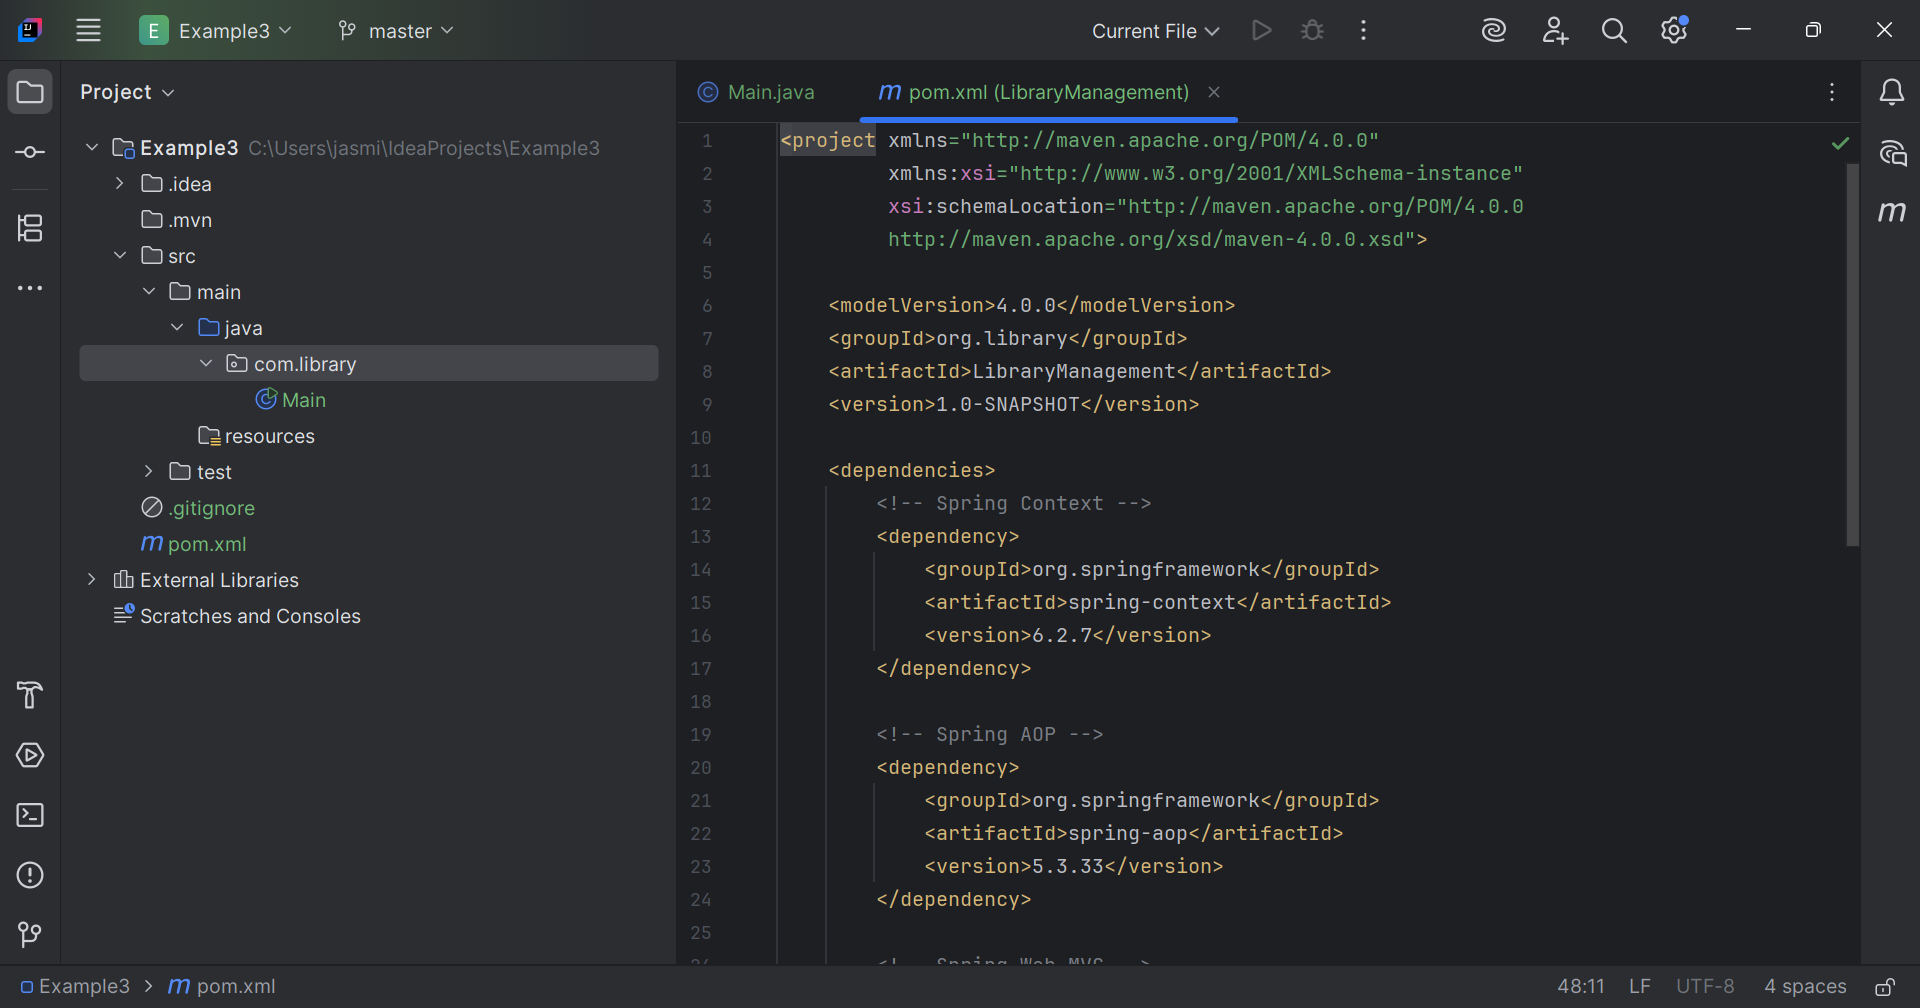 E Example3
master
Current File
Project
Main.java
m pom.xml (LibraryManagement)
Example3 C:\Users\jasmi\IdeaProjects\Example3
.idea
.mvn
src
main
java
com.library
Main
resources
test
.gitignore
m pom.xml
External Libraries
Scratches and Consoles
1 <project xmlns="http://maven.apache.org/POM/4.0.0"
2 xmlns:xsi="http://www.w3.org/2001/XMLSchema-instance"
3 xsi:schemaLocation="http://maven.apache.org/POM/4.0.0
4 http://maven.apache.org/xsd/maven-4.0.0.xsd">
5
6 <modelVersion>4.0.0</modelVersion>
7 <groupId>org.library</groupId>
8 <artifactId>LibraryManagement</artifactId>
9 <version>1.0-SNAPSHOT</version>
10
11 <dependencies>
12 <!-- Spring Context -->
13 <dependency>
14 <groupId>org.springframework</groupId>
15 <artifactId>spring-context</artifactId>
16 <version>6.2.7</version>
17 </dependency>
18
19 <!-- Spring AOP -->
20 <dependency>
21 <groupId>org.springframework</groupId>
22 <artifactId>spring-aop</artifactId>
23 <version>5.3.33</version>
24 </dependency>
25
26 <!-- Spring Web MVC -->
m
Example3 > m pom.xml
48:11 LF UTF-8 4 spaces